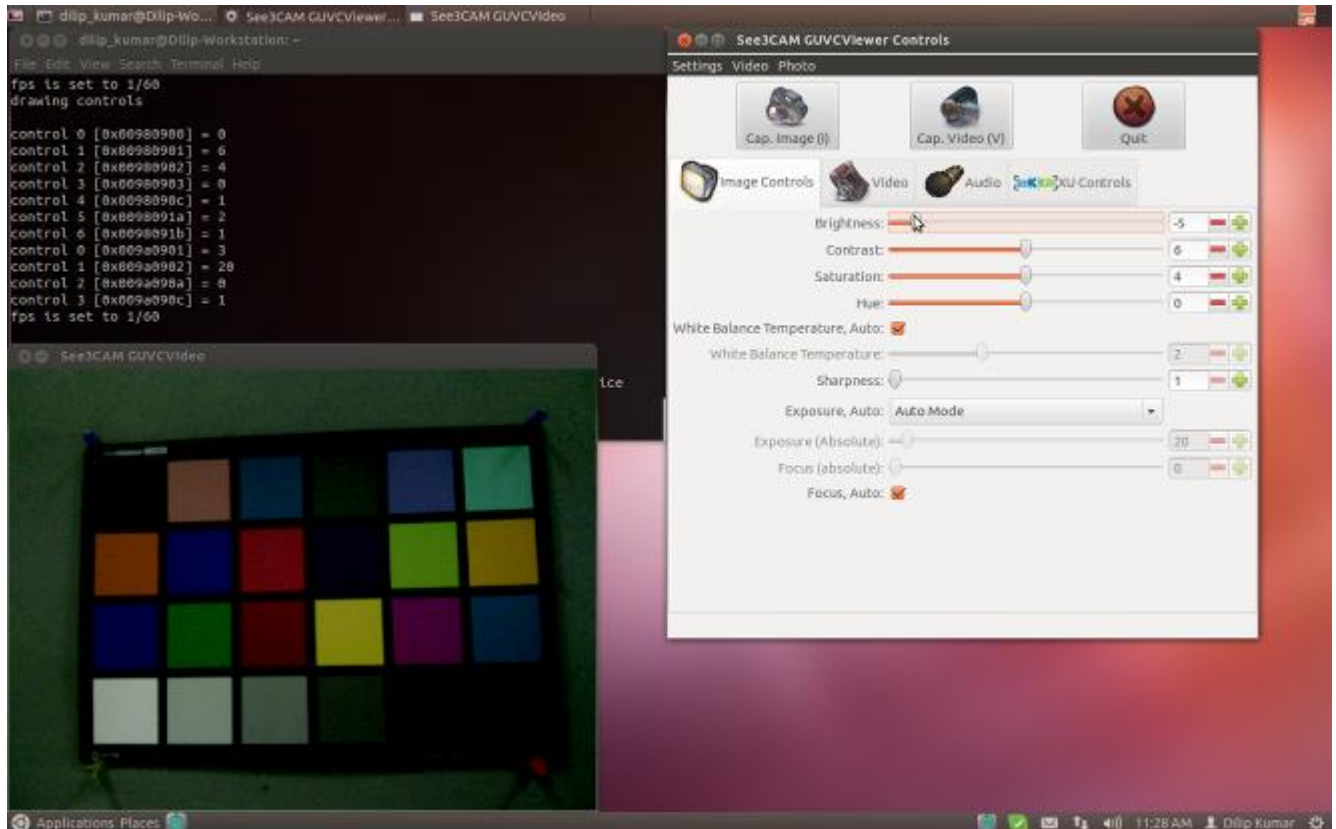 dilip_kumar@Dilip-Wo...
See3CAM GUVCViewer ...
See3CAM GUVCVideo
dilip_kumar@Dilip-Workstation: ~
File Edit View Search Terminal Help
fps is set to 1/60
drawing controls
control 0 [0x00980900] = 0
control 1 [0x00980901] = 6
control 2 [0x00980902] = 4
control 3 [0x00980903] = 0
control 4 [0x0098090c] = 1
control 5 [0x0098091a] = 2
control 6 [0x0098091b] = 1
control 0 [0x009a0901] = 3
control 1 [0x009a0902] = 20
control 2 [0x009a090a] = 0
control 3 [0x009a090c] = 1
fps is set to 1/60
ice
See3CAM GUVCVideo
See3CAM GUVCViewer Controls
Settings Video Photo
Cap. Image (I)
Cap. Video (V)
Quit
Image Controls
Video
Audio
XU Controls
Brightness: -5
Contrast: 6
Saturation: 4
Hue: 0
White Balance Temperature, Auto:
White Balance Temperature: 2
Sharpness: 1
Exposure, Auto: Auto Mode
Exposure (Absolute): 20
Focus (absolute): 0
Focus, Auto:
Applications Places
11:28 AM
Dilip Kumar